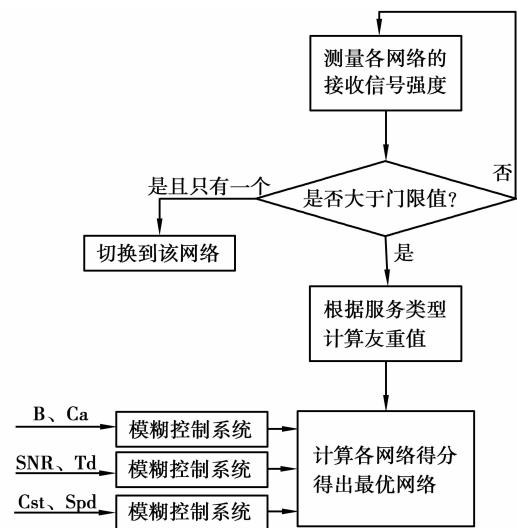 测量各网络的
接收信号强度
否
是且只有一个
是否大于门限值?
切换到该网络
是
根据服务类型
计算友重值
B、Ca
模糊控制系统
SNR、Td
模糊控制系统
Cst、Spd
模糊控制系统
计算各网络得分
得出最优网络